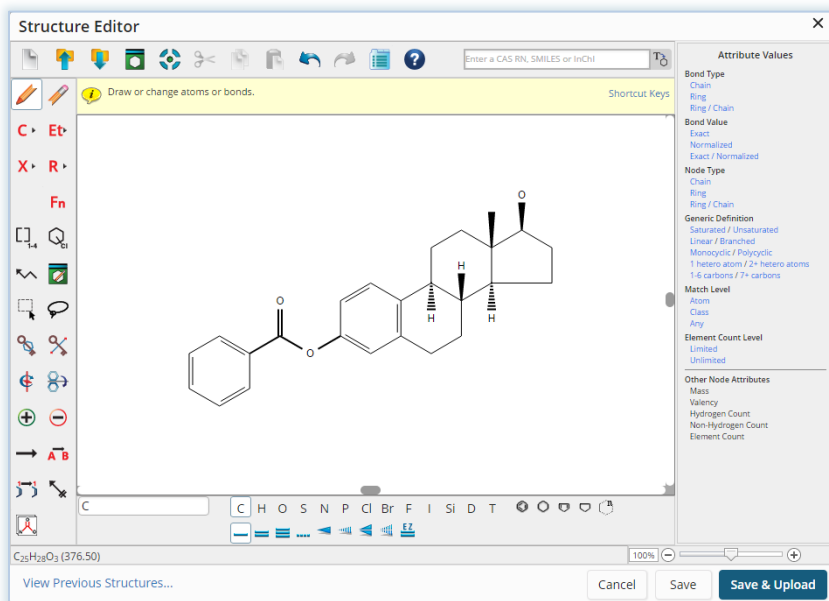 Structure Editor
×
Enter a CAS RN, SMILES or InChI
?
i Draw or change atoms or bonds.
Shortcut Keys
C Et
X R
Fn
1-4 Cl
A B
O
H
H
H
O
O
C
C H O S N P Cl Br F I Si D T
n
EZ
C₂₅H₂₈O₃ (376.50)
100%
View Previous Structures...
Cancel
Save
Save & Upload
Attribute Values
Bond Type
Chain
Ring
Ring / Chain
Bond Value
Exact
Normalized
Exact / Normalized
Node Type
Chain
Ring
Ring / Chain
Generic Definition
Saturated / Unsaturated
Linear / Branched
Monocyclic / Polycyclic
1 hetero atom / 2+ hetero atoms
1-6 carbons / 7+ carbons
Match Level
Atom
Class
Any
Element Count Level
Limited
Unlimited
Other Node Attributes
Mass
Valency
Hydrogen Count
Non-Hydrogen Count
Element Count